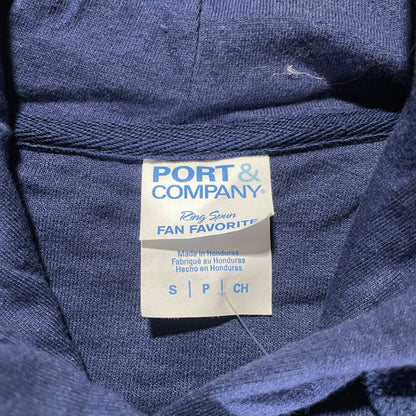 PORT &
COMPANY®
Ring Spun
FAN FAVORITE
Made in Honduras
Fabriqué au Honduras
Hecho en Honduras
S | P | CH